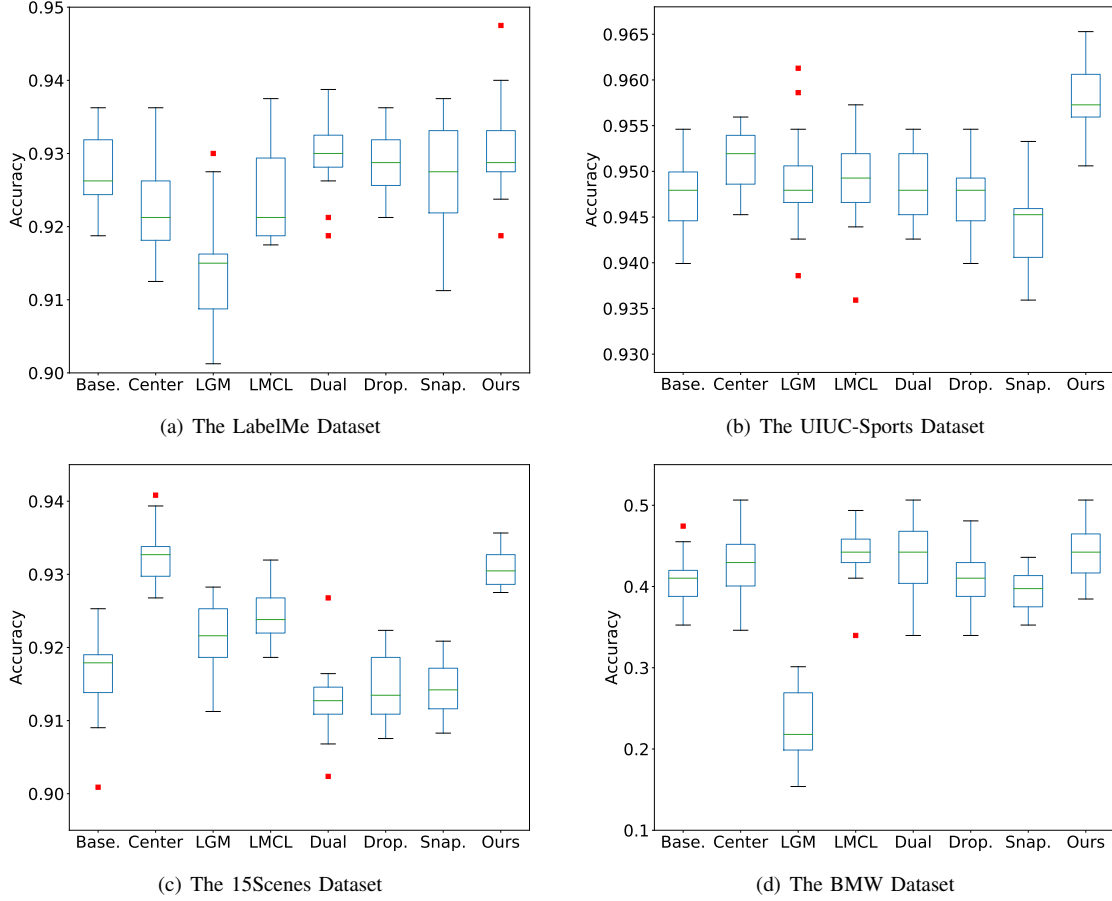 0.95
0.94
0.93
0.92
0.91
0.90
Accuracy
Base. Center LGM LMCL Dual Drop. Snap. Ours
(a) The LabelMe Dataset
0.965
0.960
0.955
0.950
0.945
0.940
0.935
0.930
Accuracy
Base. Center LGM LMCL Dual Drop. Snap. Ours
(b) The UIUC-Sports Dataset
0.94
0.93
0.92
0.91
0.90
Accuracy
Base. Center LGM LMCL Dual Drop. Snap. Ours
(c) The 15Scenes Dataset
0.5
0.4
0.3
0.2
0.1
Accuracy
Base. Center LGM LMCL Dual Drop. Snap. Ours
(d) The BMW Dataset